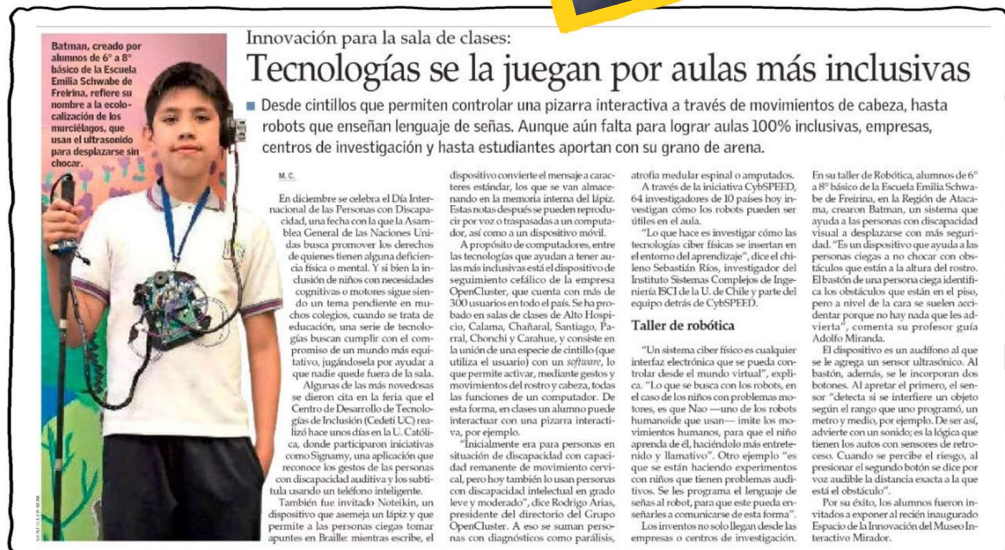 Batman, creado por
alumnos de 6° a 8°
básico de la Escuela
Emilia Schwabe de
Freirina, refiere su
nombre a la ecolo-
calización de los
murciélagos, que
usan el ultrasonido
para desplazarse sin
chocar.
Innovación para la sala de clases:
Tecnologías se la juegan por aulas más inclusivas
■ Desde cintillos que permiten controlar una pizarra interactiva a través de movimientos de cabeza, hasta
robots que enseñan lenguaje de señas. Aunque aún falta para lograr aulas 100% inclusivas, empresas,
centros de investigación y hasta estudiantes aportan con su grano de arena.
M. C.
En diciembre se celebra el Día Inter-
nacional de las Personas con Discapa-
cidad, una fecha con la que la Asam-
blea General de las Naciones Uni-
das busca promover los derechos
de quienes tienen alguna deficien-
cia física o mental. Y si bien la in-
clusión de niños con necesidades
cognitivas o motores sigue sien-
do un tema pendiente en mu-
chos colegios, cuando se trata de
educación, una serie de tecnolo-
gías buscan cumplir con el com-
promiso de un mundo más equi-
tativo, jugándosela por ayudar a
que nadie quede fuera de la sala.
Algunas de las más novedosas
se dieron cita en la feria que el
Centro de Desarrollo de Tecnolo-
gías de Inclusión (Cedeti UC) rea-
lizó hace unos días en la U. Católi-
ca, donde participaron iniciativas
como Signamy, una aplicación que
reconoce los gestos de las personas
con discapacidad auditiva y los subti-
tula usando un teléfono inteligente.
También fue invitado Noteikin, un
dispositivo que asemeja un lápiz y que
permite a las personas ciegas tomar
apuntes en Braille: mientras escribe, el
dispositivo convierte el mensaje a carac-
teres estándar, los que se van almace-
nando en la memoria interna del lápiz.
Estas notas después se pueden reprodu-
cir por voz o traspasadas a un computa-
dor, así como a un dispositivo móvil.
A propósito de computadores, entre
las tecnologías que ayudan a tener au-
las más inclusivas está el dispositivo de
seguimiento cefálico de la empresa
OpenCluster, que cuenta con más de
300 usuarios en todo el país. Se ha pro-
bado en salas de clases de Alto Hospi-
cio, Calama, Chañaral, Santiago, Pa-
rral, Chonchi y Carahue, y consiste en
la unión de una especie de cintillo (que
utiliza el usuario) con un software, lo
que permite activar, mediante gestos y
movimientos del rostro y cabeza, todas
las funciones de un computador. De
esta forma, en clases un alumno puede
interactuar con una pizarra interacti-
va, por ejemplo.
"Inicialmente era para personas en
situación de discapacidad con capaci-
dad remanente de movimiento cervi-
cal, pero hoy también lo usan personas
con discapacidad intelectual en grado
leve y moderado", dice Rodrigo Arias,
presidente del directorio del Grupo
OpenCluster. A eso se suman perso-
nas con diagnósticos como parálisis,
atrofia medular espinal o amputados.
A través de la iniciativa CybSPEED,
64 investigadores de 10 países hoy in-
vestigan cómo los robots pueden ser
útiles en el aula.
"Lo que hace es investigar cómo las
tecnologías ciber físicas se insertan en
el entorno del aprendizaje", dice el chi-
leno Sebastián Ríos, investigador del
Instituto Sistemas Complejos de Inge-
niería ISCI de la U. de Chile y parte del
equipo detrás de CybSPEED.
Taller de robótica
"Un sistema ciber físico es cualquier
interfaz electrónica que se pueda con-
trolar desde el mundo virtual", expli-
ca. "Lo que se busca con los robots, en
el caso de los niños con problemas mo-
tores, es que Nao —uno de los robots
humanoide que usan— imite los mo-
vimientos humanos, para que el niño
aprenda de él, haciéndolo más entrete-
nido y llamativo". Otro ejemplo "es
que se están haciendo experimentos
con niños que tienen problemas audi-
tivos. Se les programa el lenguaje de
señas al robot, para que este pueda en-
señarles a comunicarse de esta forma".
Los inventos no solo llegan desde las
empresas o centros de investigación.
En su taller de Robótica, alumnos de 6°
a 8° básico de la Escuela Emilia Schwa-
be de Freirina, en la Región de Ataca-
ma, crearon Batman, un sistema que
ayuda a las personas con discapacidad
visual a desplazarse con más seguri-
dad. "Es un dispositivo que ayuda a las
personas ciegas a no chocar con obs-
táculos que están a la altura del rostro.
El bastón de una persona ciega identifi-
ca los obstáculos que están en el piso,
pero a nivel de la cara se suelen acci-
dentar porque no hay nada que les ad-
vierta", comenta su profesor guía
Adolfo Miranda.
El dispositivo es un audífono al que
se le agrega un sensor ultrasónico. Al
bastón, además, se le incorporan dos
botones. Al apretar el primero, el sen-
sor "detecta si se interfiere un objeto
según el rango que uno programó, un
metro y medio, por ejemplo. De ser así,
advierte con un sonido; es la lógica que
tienen los autos con sensores de retro-
ceso. Cuando se percibe el riesgo, al
presionar el segundo botón se dice por
voz audible la distancia exacta a la que
está el obstáculo".
Por su éxito, los alumnos fueron in-
vitados a exponer al recién inaugurado
Espacio de la Innovación del Museo In-
teractivo Mirador.